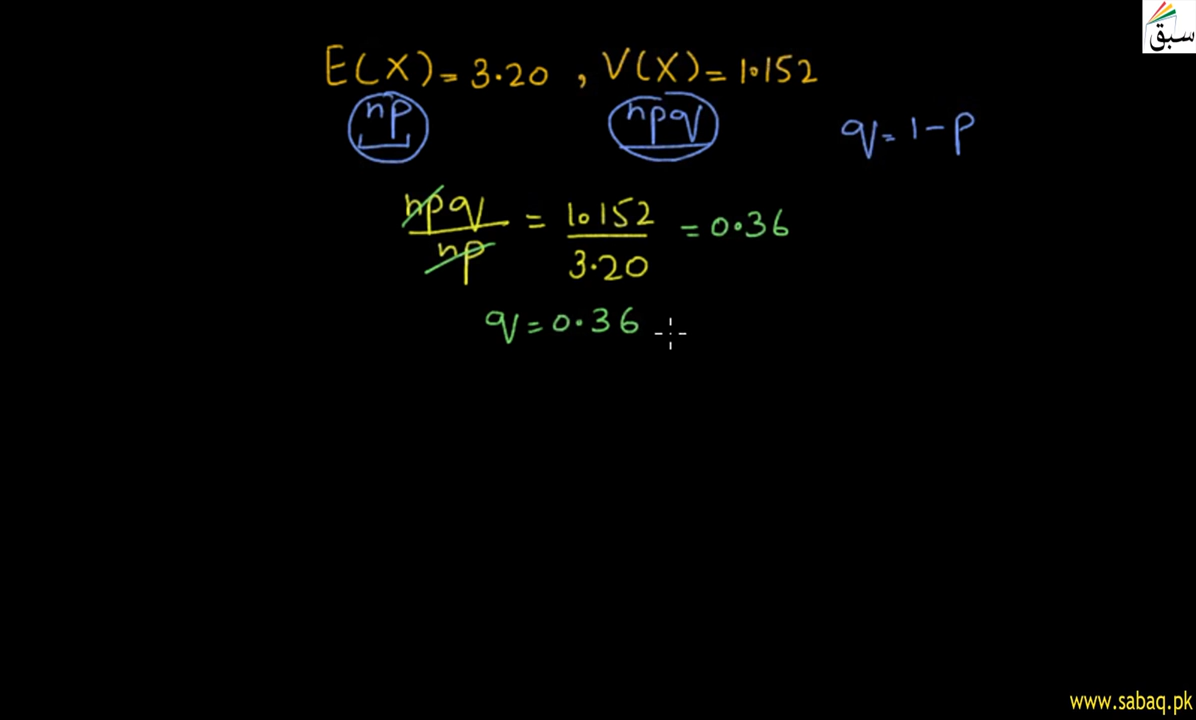 سبق
E(X) = 3.20 , V(X) = 1.152
np npq q = 1 - p
npq/np = 1.152/3.20 = 0.36
q = 0.36
www.sabaq.pk